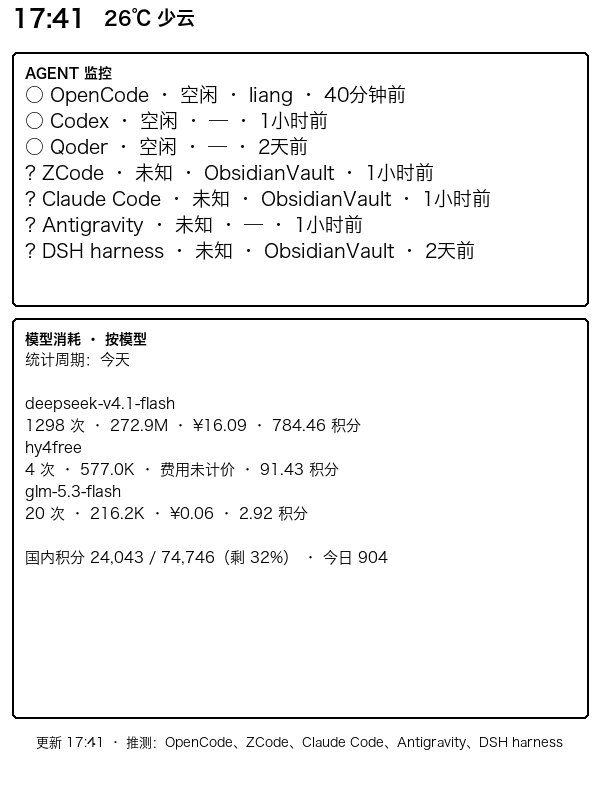 17:41 26℃ 少云
AGENT 监控
○ OpenCode · 空闲 · liang · 40分钟前
○ Codex · 空闲 · — · 1小时前
○ Qoder · 空闲 · — · 2天前
? ZCode · 未知 · ObsidianVault · 1小时前
? Claude Code · 未知 · ObsidianVault · 1小时前
? Antigravity · 未知 · — · 1小时前
? DSH harness · 未知 · ObsidianVault · 2天前
模型消耗 · 按模型
统计周期：今天
deepseek-v4.1-flash
1298 次 · 272.9M · ¥16.09 · 784.46 积分
hy4free
4 次 · 577.0K · 费用未计价 · 91.43 积分
glm-5.3-flash
20 次 · 216.2K · ¥0.06 · 2.92 积分
国内积分 24,043 / 74,746（剩 32%） · 今日 904
更新 17:41 · 推测：OpenCode、ZCode、Claude Code、Antigravity、DSH harness